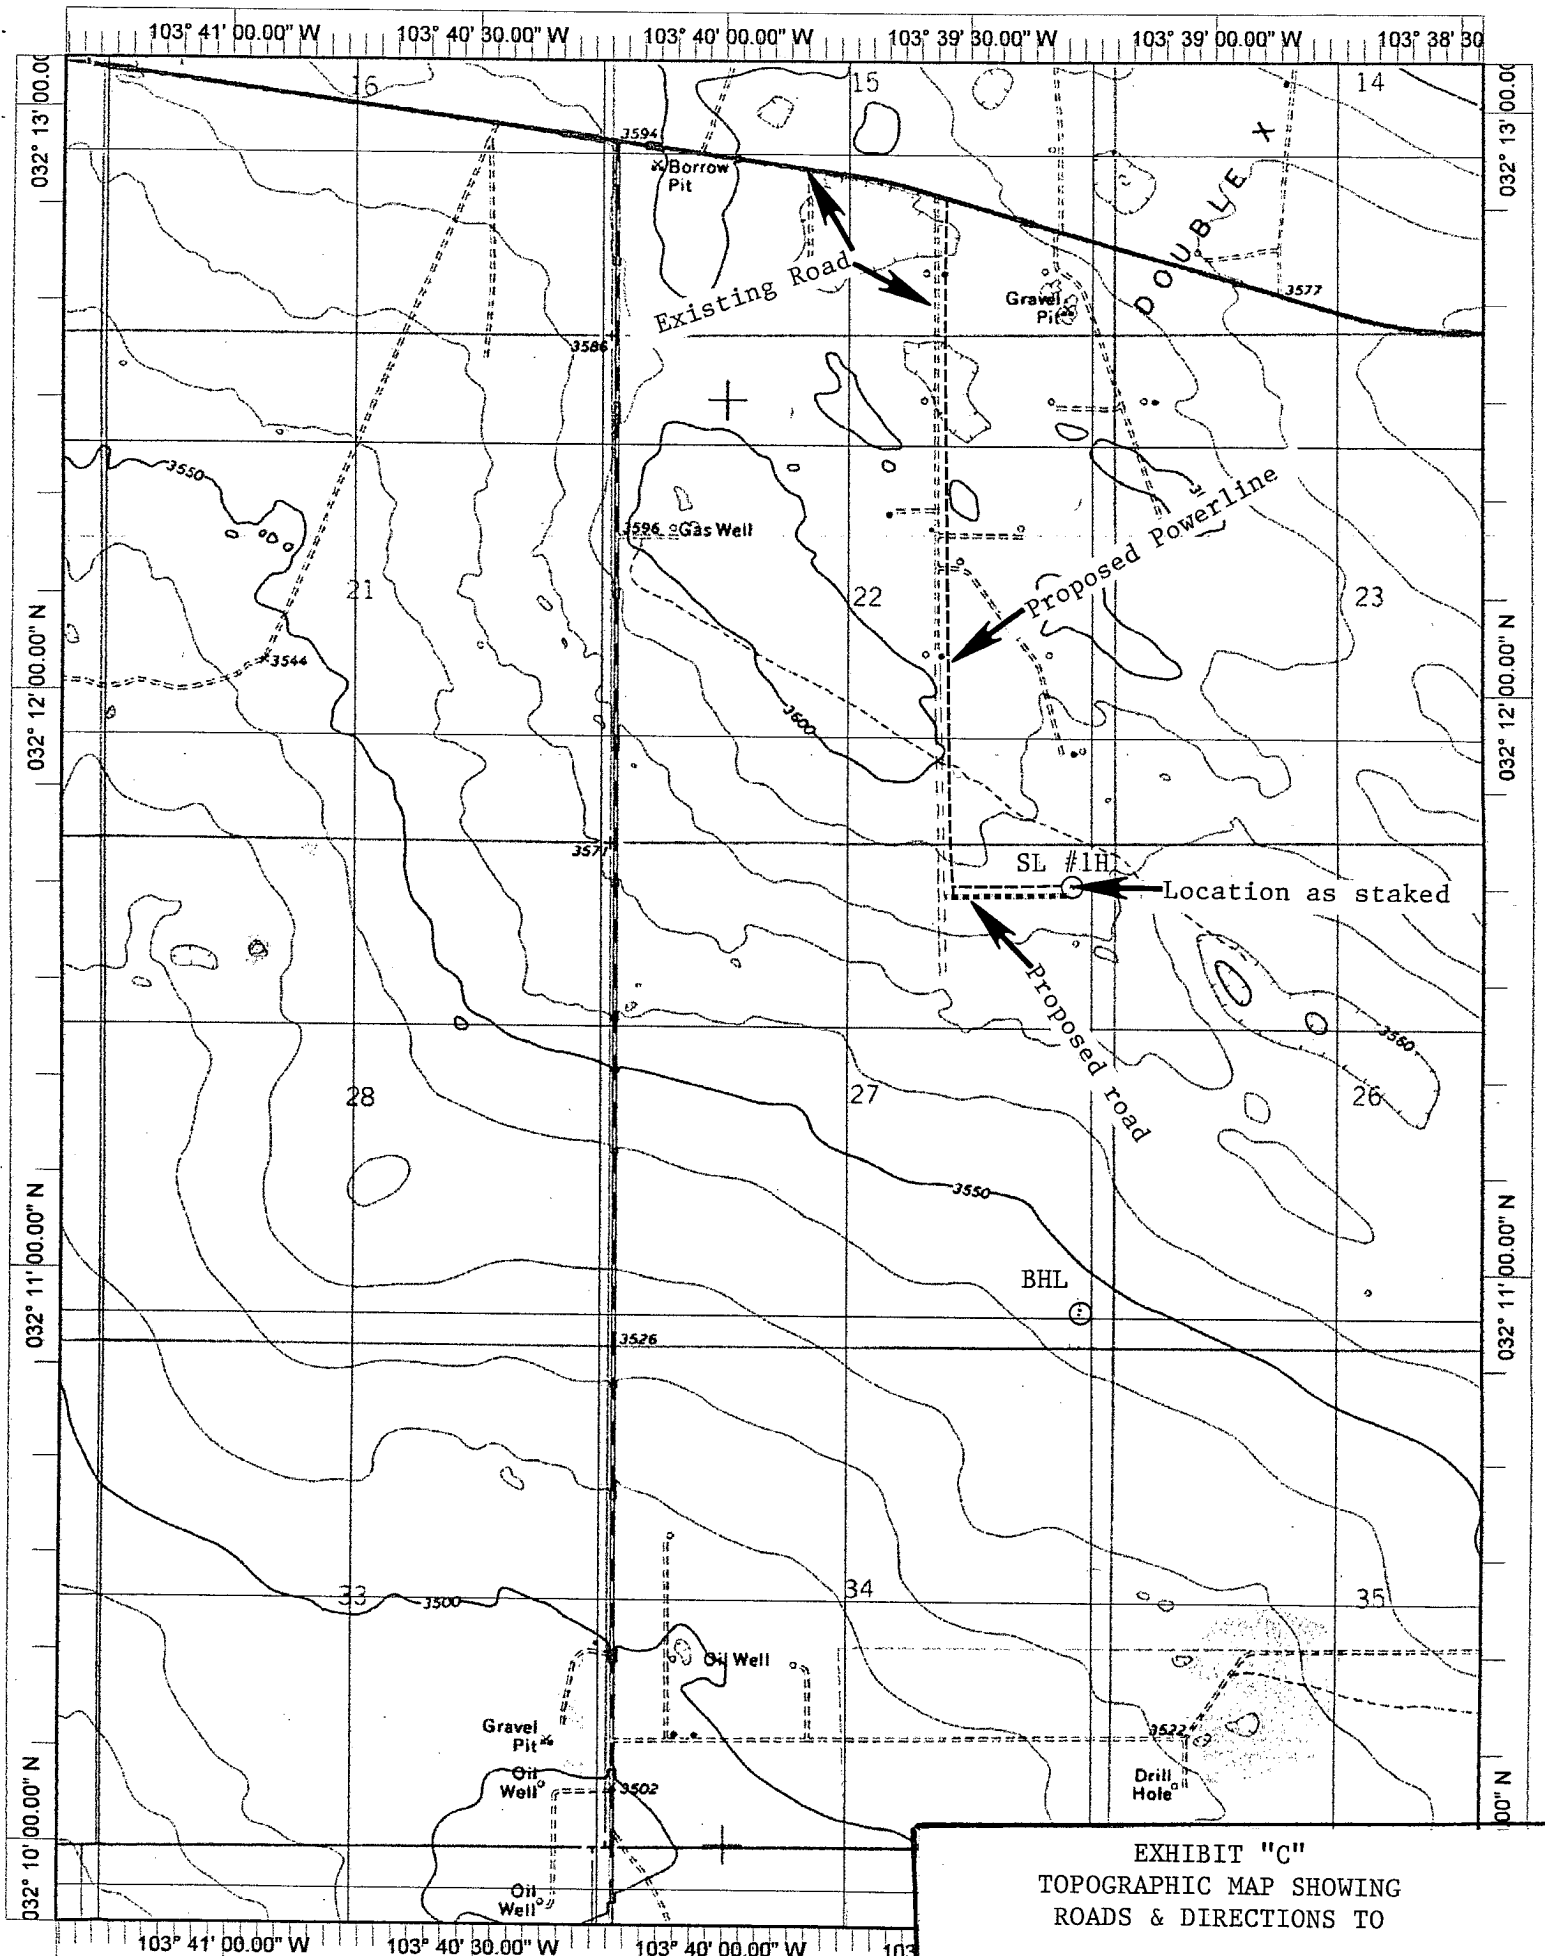 103° 41' 00.00" W
103° 40' 30.00" W
103° 40' 00.00" W
103° 39' 30.00" W
103° 39' 00.00" W
103° 38' 30
032° 13' 00.00
032° 13' 00.00
16
15
14
3594
Borrow
Pit
DOUBLE X
Existing Road
Gravel
Pit
3577
3586
3550
3596
Gas Well
Proposed Powerline
21
22
23
032° 12' 00.00" N
032° 12' 00.00" N
3544
3600
3571
SL #1H
Location as staked
Proposed road
3560
28
27
26
3550
032° 11' 00.00" N
032° 11' 00.00" N
BHL
3526
33
34
35
3500
Oil Well
Gravel
Pit
3522
Oil
Well
3502
Drill
Hole
032° 10' 00.00" N
00" N
Oil
Well
103° 41' 00.00" W
103° 40' 30.00" W
103° 40' 00.00" W
103
EXHIBIT "C"
TOPOGRAPHIC MAP SHOWING
ROADS & DIRECTIONS TO